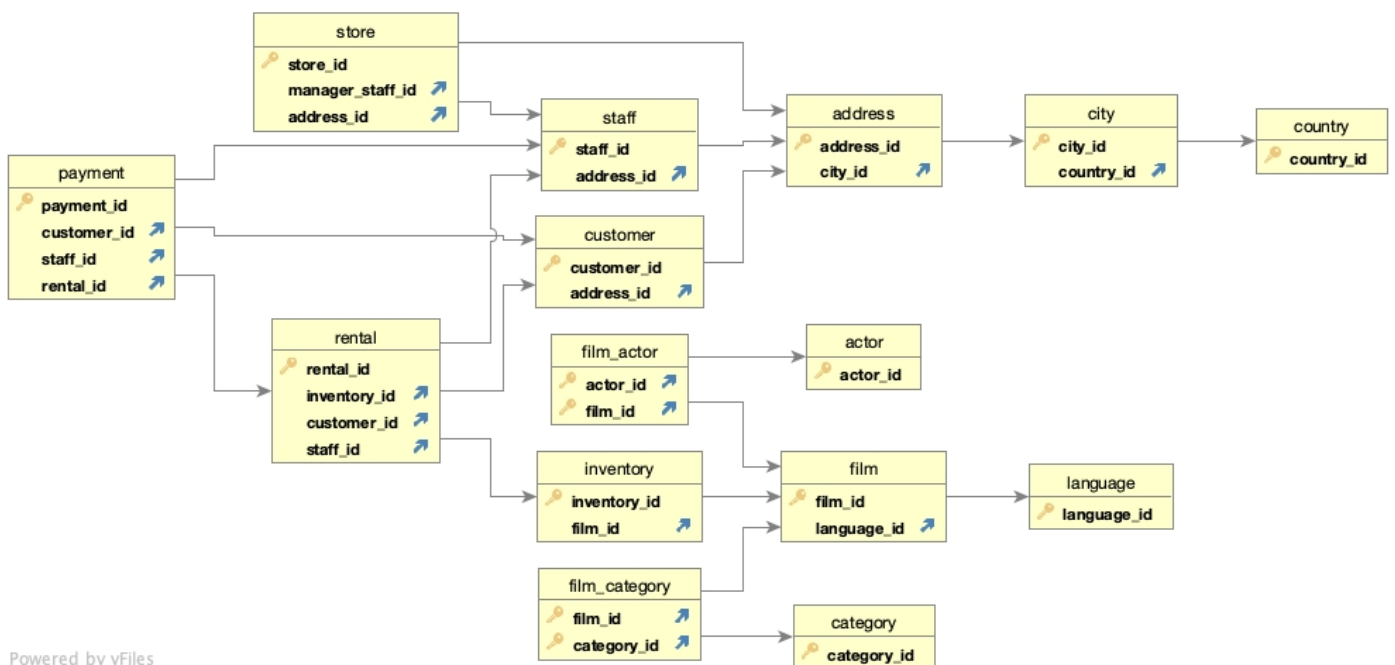 store
store_id
manager_staff_id
address_id
staff
staff_id
address_id
address
address_id
city_id
city
city_id
country_id
country
country_id
payment
payment_id
customer_id
staff_id
rental_id
customer
customer_id
address_id
rental
rental_id
inventory_id
customer_id
staff_id
film_actor
actor_id
film_id
actor
actor_id
inventory
inventory_id
film_id
film
film_id
language_id
language
language_id
film_category
film_id
category_id
category
category_id
Powered by yFiles